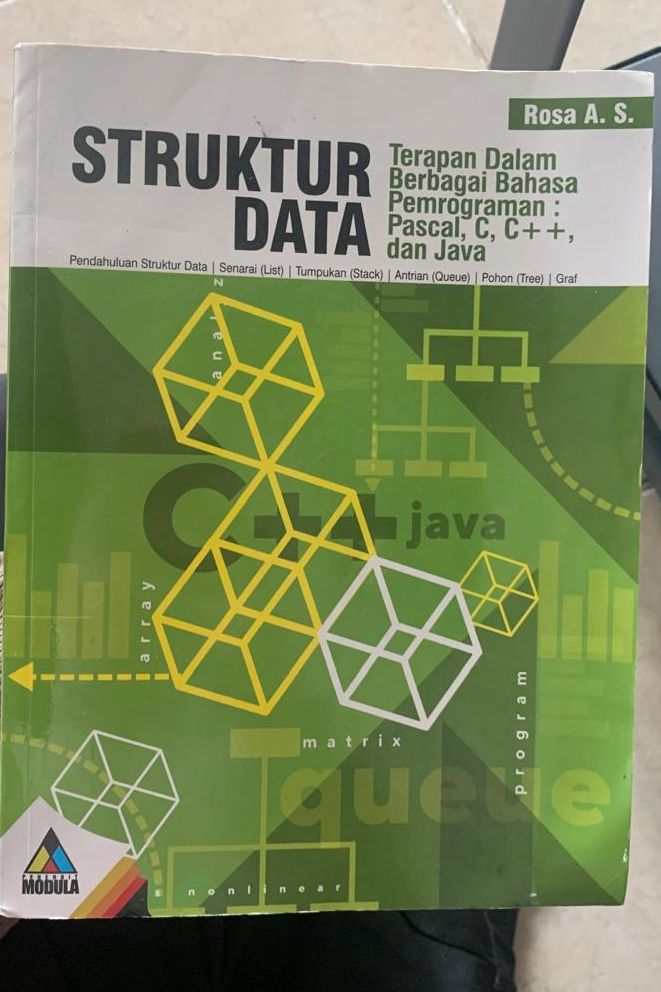 Rosa A. S.
STRUKTUR
DATA
Terapan Dalam
Berbagai Bahasa
Pemrograman :
Pascal, C, C++,
dan Java
Pendahuluan Struktur Data | Senarai (List) | Tumpukan (Stack) | Antrian (Queue) | Pohon (Tree) | Graf
C++ java
array
program
matrix
queue
PENERBIT
MODULA
nonlinear